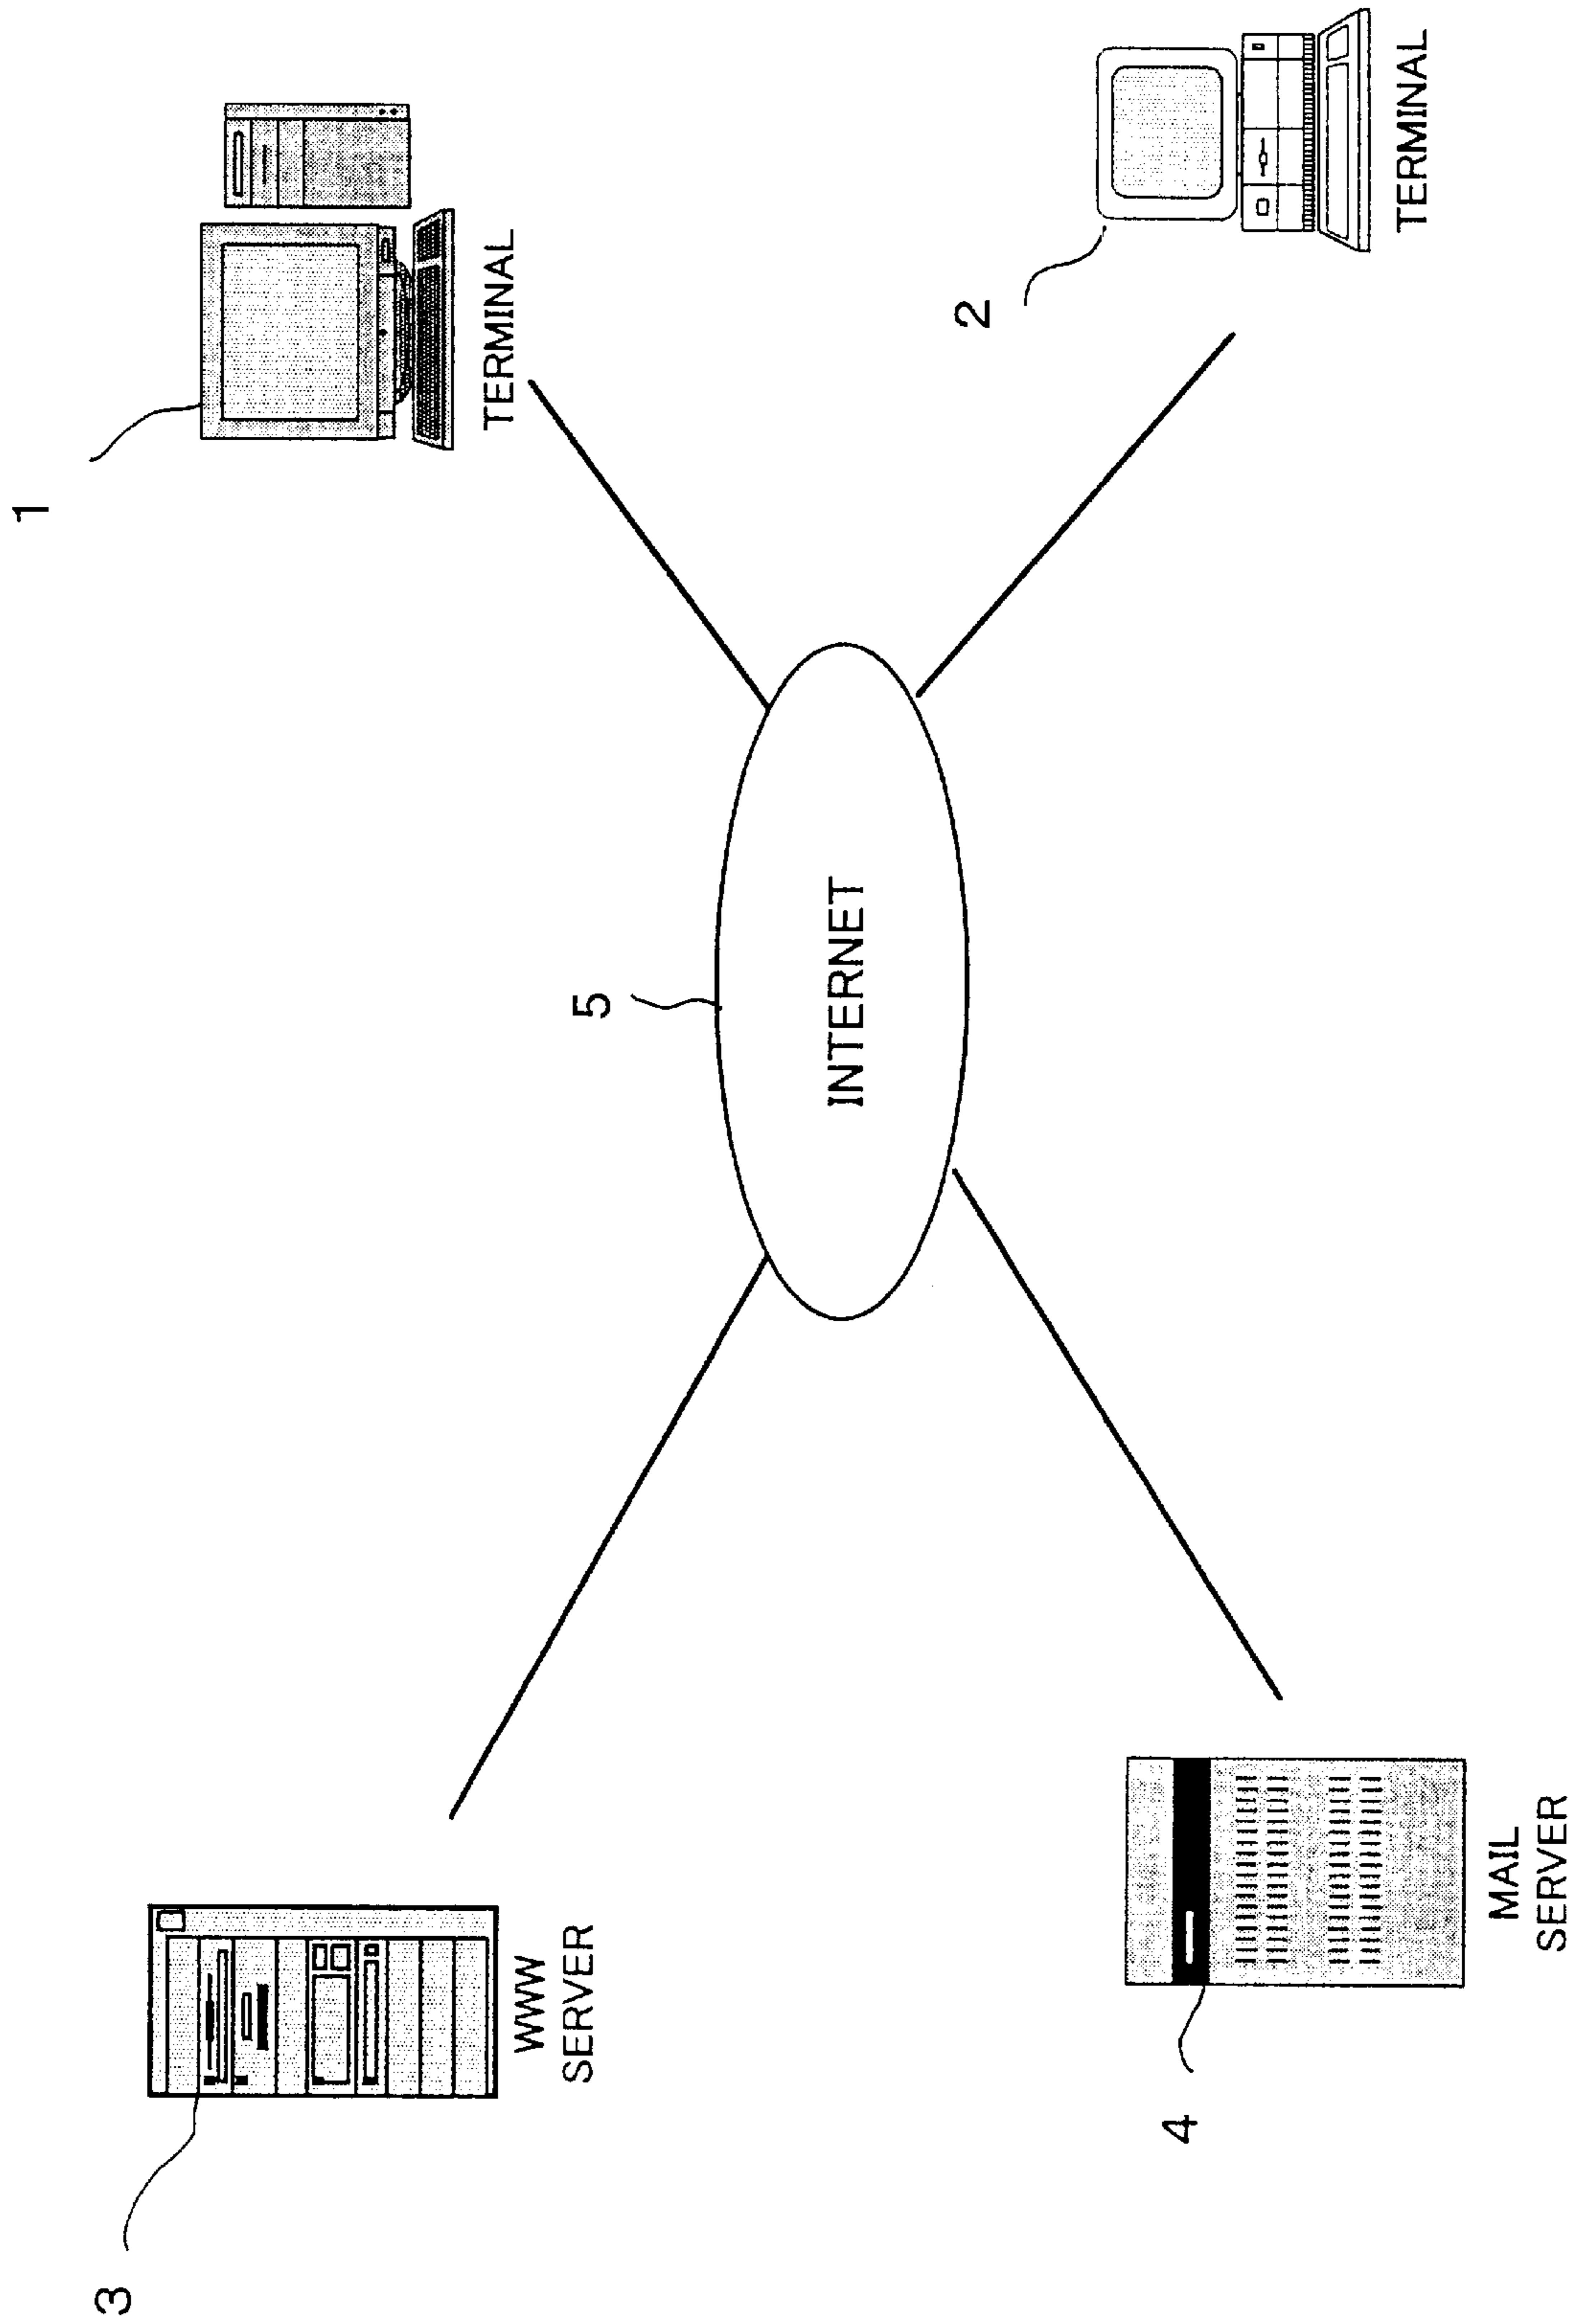 1
3
TERMINAL
WWW
SERVER
5
INTERNET
2
4
TERMINAL
MAIL
SERVER